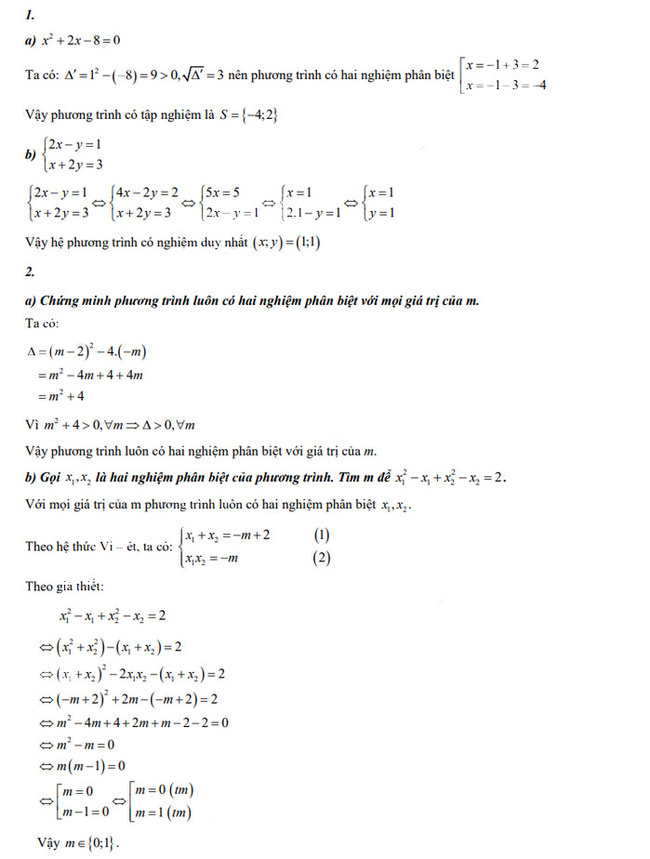 1.
a) x² + 2x − 8 = 0
Ta có: Δ' = 1² − (−8) = 9 > 0, √Δ' = 3 nên phương trình có hai nghiệm phân biệt [x = −1 + 3 = 2
x = −1 − 3 = −4
Vậy phương trình có tập nghiệm là S = {−4; 2}
b) {2x − y = 1
x + 2y = 3
{2x − y = 1 ⇔ {4x − 2y = 2 ⇔ {5x = 5 ⇔ {x = 1 ⇔ {x = 1
x + 2y = 3 x + 2y = 3 2x − y = 1 2.1 − y = 1 y = 1
Vậy hệ phương trình có nghiệm duy nhất (x; y) = (1;1)
2.
a) Chứng minh phương trình luôn có hai nghiệm phân biệt với mọi giá trị của m.
Ta có:
Δ = (m − 2)² − 4.(−m)
= m² − 4m + 4 + 4m
= m² + 4
Vì m² + 4 > 0, ∀m ⇒ Δ > 0, ∀m
Vậy phương trình luôn có hai nghiệm phân biệt với giá trị của m.
b) Gọi x₁, x₂ là hai nghiệm phân biệt của phương trình. Tìm m để x₁² − x₁ + x₂² − x₂ = 2.
Với mọi giá trị của m phương trình luôn có hai nghiệm phân biệt x₁, x₂.
Theo hệ thức Vi – ét, ta có: {x₁ + x₂ = −m + 2 (1)
x₁x₂ = −m (2)
Theo giả thiết:
x₁² − x₁ + x₂² − x₂ = 2
⇔ (x₁² + x₂²) − (x₁ + x₂) = 2
⇔ (x₁ + x₂)² − 2x₁x₂ − (x₁ + x₂) = 2
⇔ (−m + 2)² + 2m − (−m + 2) = 2
⇔ m² − 4m + 4 + 2m + m − 2 − 2 = 0
⇔ m² − m = 0
⇔ m(m − 1) = 0
⇔ [m = 0 ⇔ [m = 0 (tm)
m − 1 = 0 m = 1 (tm)
Vậy m ∈ {0;1}.